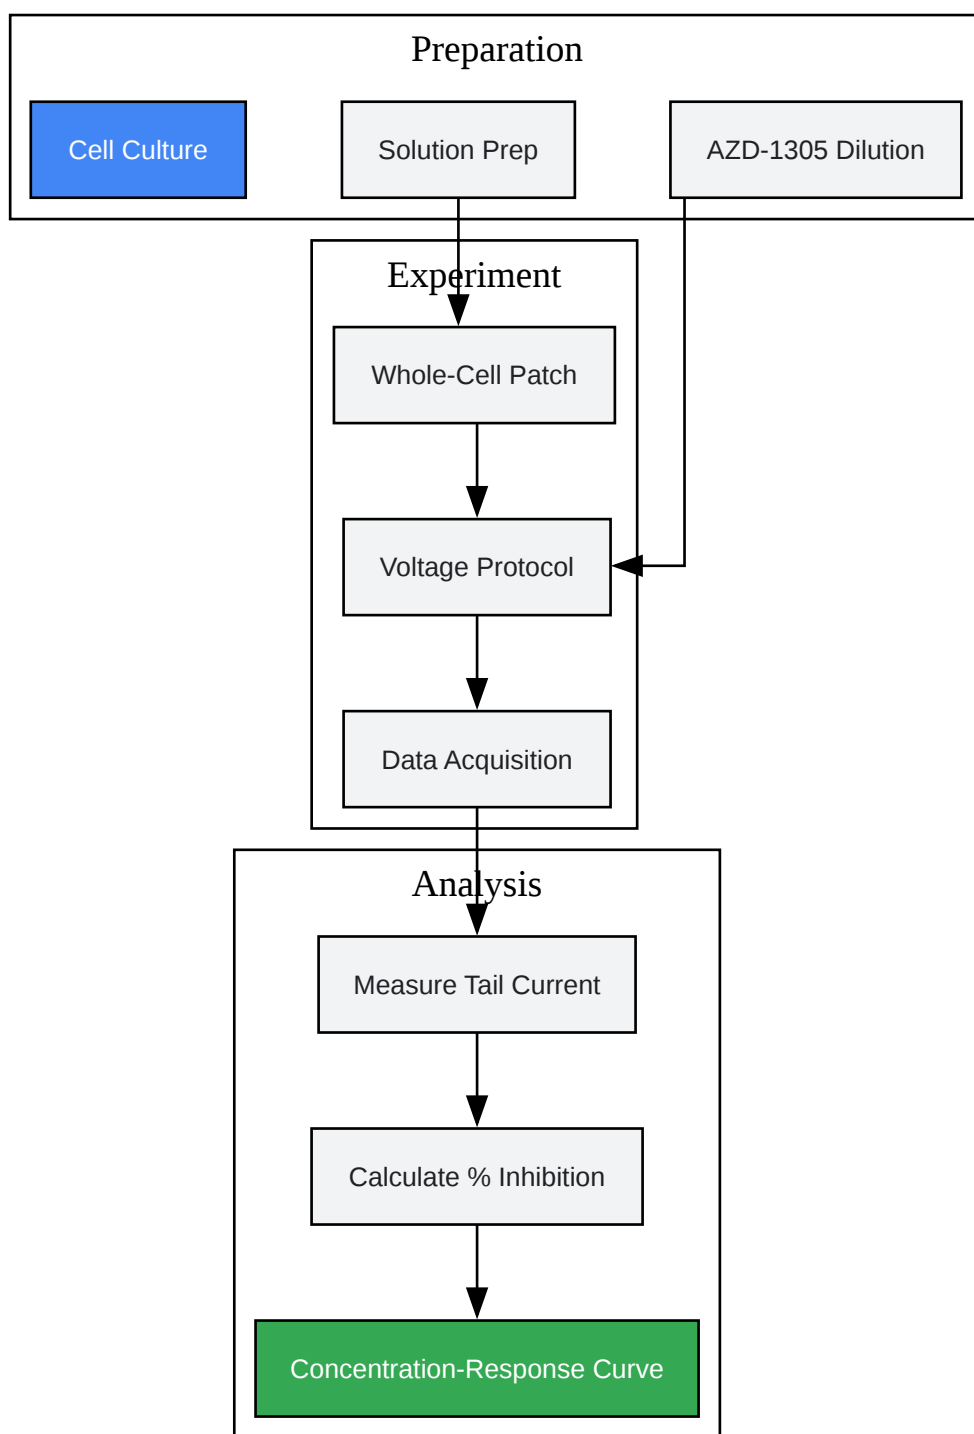 Preparation
Cell Culture
Solution Prep
AZD-1305 Dilution
Experiment
Whole-Cell Patch
Voltage Protocol
Data Acquisition
Analysis
Measure Tail Current
Calculate % Inhibition
Concentration-Response Curve